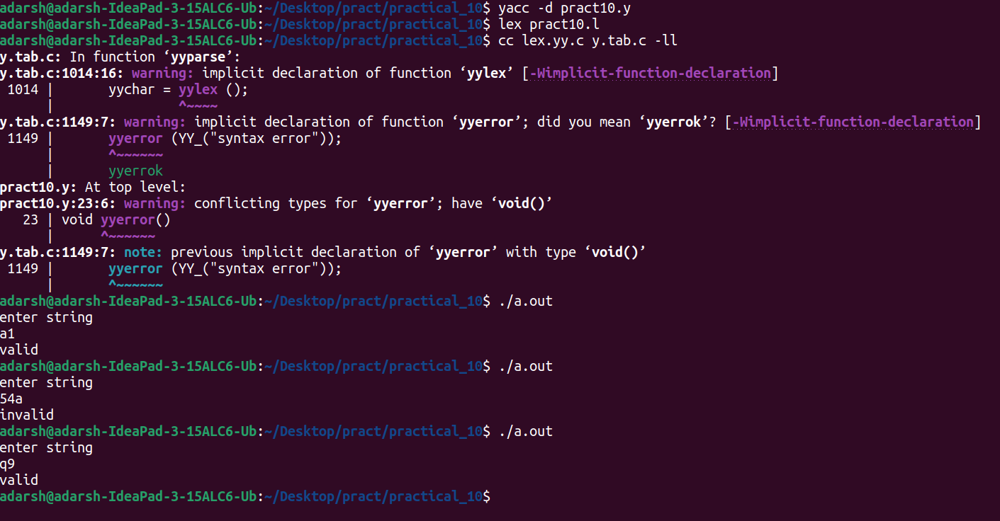 adarsh@adarsh-IdeaPad-3-15ALC6-Ub:~/Desktop/pract/practical_10$ yacc -d pract10.y
adarsh@adarsh-IdeaPad-3-15ALC6-Ub:~/Desktop/pract/practical_10$ lex pract10.l
adarsh@adarsh-IdeaPad-3-15ALC6-Ub:~/Desktop/pract/practical_10$ cc lex.yy.c y.tab.c -ll
y.tab.c: In function ‘yyparse’:
y.tab.c:1014:16: warning: implicit declaration of function ‘yylex’ [-Wimplicit-function-declaration]
 1014 |       yychar = yylex ();
      |                ^~~~~
y.tab.c:1149:7: warning: implicit declaration of function ‘yyerror’; did you mean ‘yyerrok’? [-Wimplicit-function-declaration]
 1149 |       yyerror (YY_("syntax error"));
      |       ^~~~~~~
      |       yyerrok
pract10.y: At top level:
pract10.y:23:6: warning: conflicting types for ‘yyerror’; have ‘void()’
   23 | void yyerror()
      |      ^~~~~~~
y.tab.c:1149:7: note: previous implicit declaration of ‘yyerror’ with type ‘void()’
 1149 |       yyerror (YY_("syntax error"));
      |       ^~~~~~~
adarsh@adarsh-IdeaPad-3-15ALC6-Ub:~/Desktop/pract/practical_10$ ./a.out
enter string
a1
valid
adarsh@adarsh-IdeaPad-3-15ALC6-Ub:~/Desktop/pract/practical_10$ ./a.out
enter string
54a
invalid
adarsh@adarsh-IdeaPad-3-15ALC6-Ub:~/Desktop/pract/practical_10$ ./a.out
enter string
q9
valid
adarsh@adarsh-IdeaPad-3-15ALC6-Ub:~/Desktop/pract/practical_10$